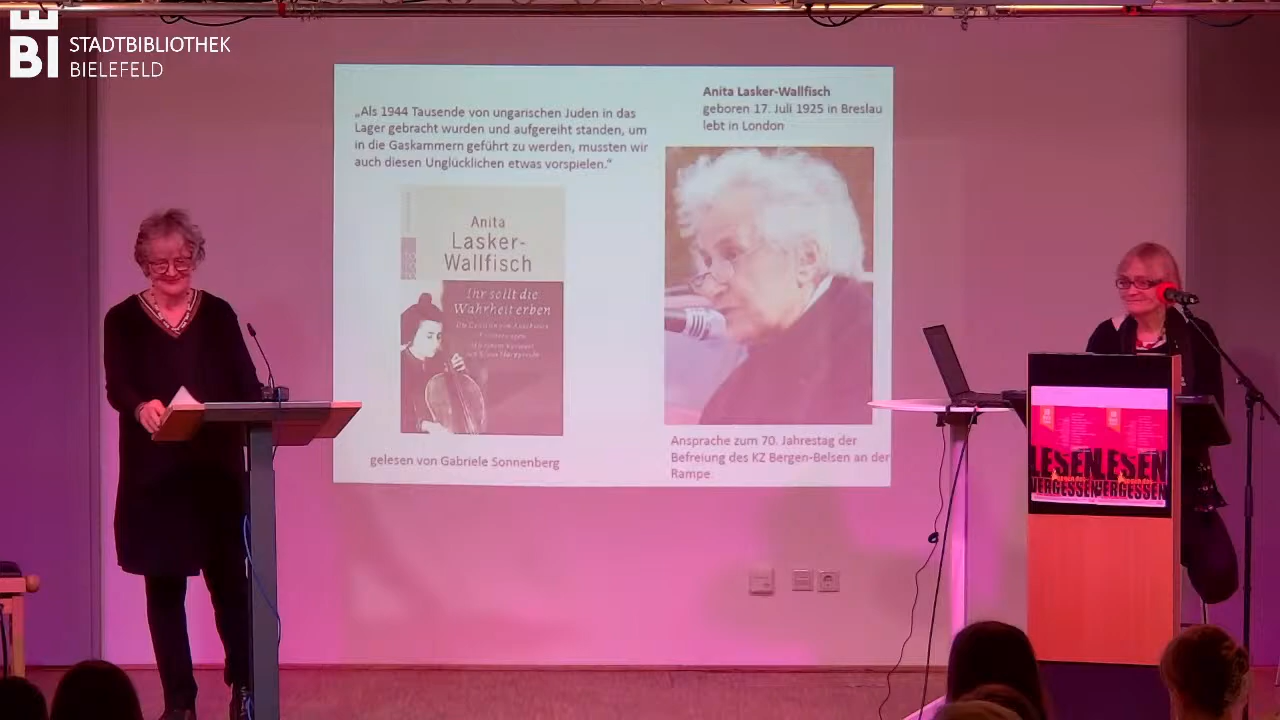 BI
STADTBIBLIOTHEK
BIELEFELD
„Als 1944 Tausende von ungarischen Juden in das
Lager gebracht wurden und aufgereiht standen, um
in die Gaskammern geführt zu werden, mussten wir
auch diesen Unglücklichen etwas vorspielen.“
Anita
Lasker-
Wallfisch
Ihr sollt die
Wahrheit erben
gelesen von Gabriele Sonnenberg
Anita Lasker-Wallfisch
geboren 17. Juli 1925 in Breslau
lebt in London
Ansprache zum 70. Jahrestag der
Befreiung des KZ Bergen-Belsen an der
Rampe
LESEN LESEN
VERGESSEN VERGESSEN